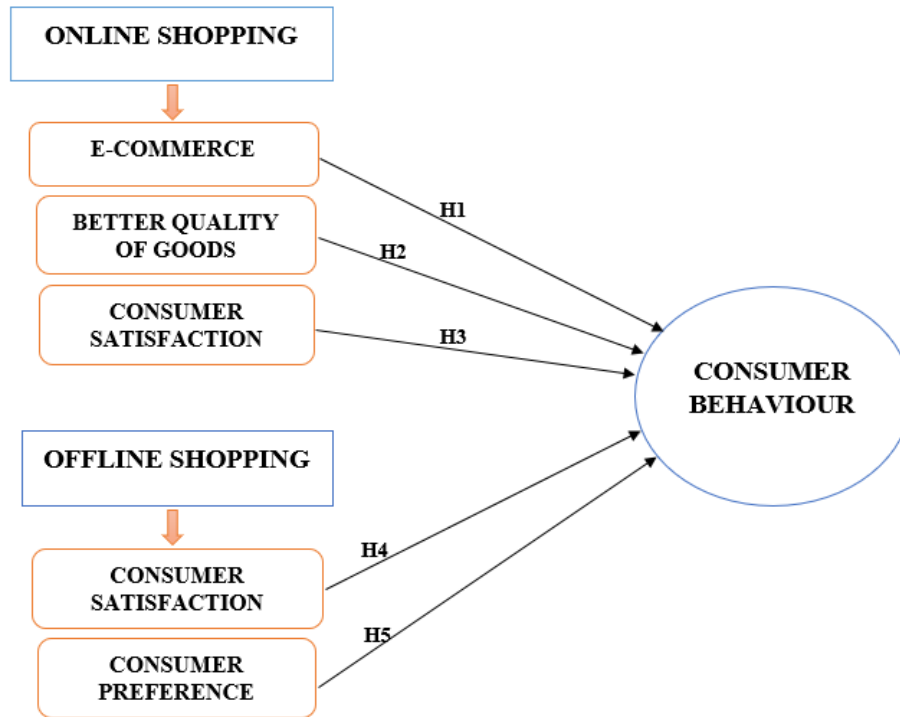 ONLINE SHOPPING
E-COMMERCE
H1
BETTER QUALITY
OF GOODS
H2
CONSUMER
SATISFACTION
H3
CONSUMER
BEHAVIOUR
OFFLINE SHOPPING
H4
CONSUMER
SATISFACTION
H5
CONSUMER
PREFERENCE